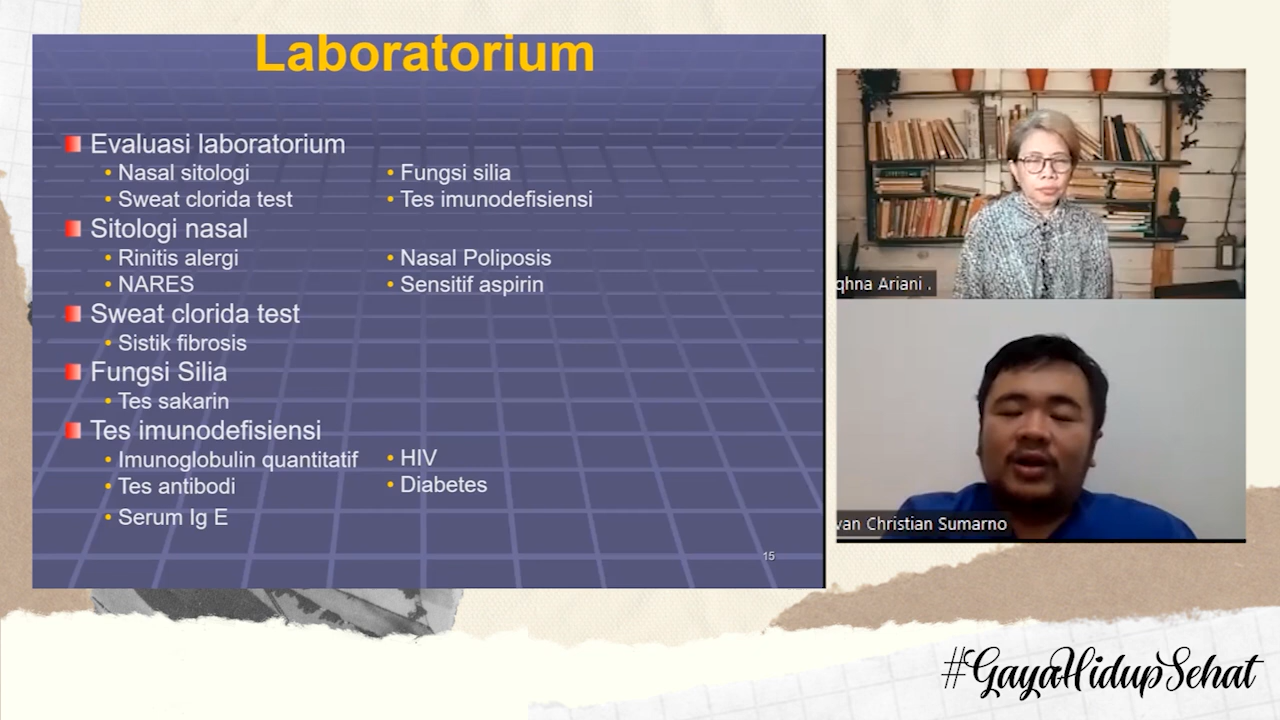 Laboratorium
Evaluasi laboratorium
• Nasal sitologi
• Sweat clorida test
• Fungsi silia
• Tes imunodefisiensi
Sitologi nasal
• Rinitis alergi
• NARES
• Nasal Poliposis
• Sensitif aspirin
Sweat clorida test
• Sistik fibrosis
Fungsi Silia
• Tes sakarin
Tes imunodefisiensi
• Imunoglobulin quantitatif
• Tes antibodi
• Serum Ig E
• HIV
• Diabetes
15
qhna Ariani .
van Christian Sumarno
#GayaHidupSehat